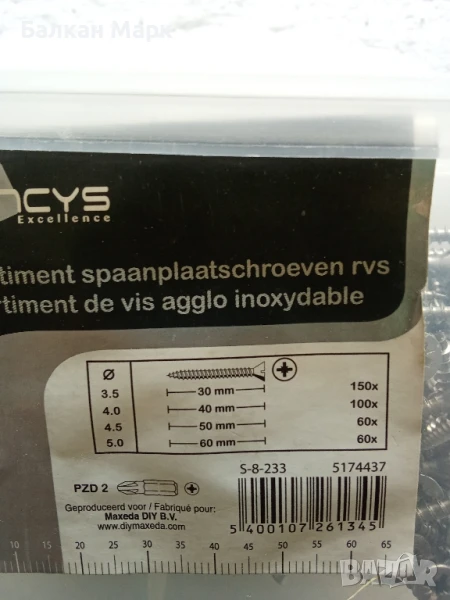 Балкан Марк
ncys
Excellence
timent spaanplaatschroeven rvs
rtiment de vis agglo inoxydable
Ø
3.5 30 mm 150x
4.0 40 mm 100x
4.5 50 mm 60x
5.0 60 mm 60x
S-8-233 5174437
PZD 2
Geproduceerd voor / Fabriqué pour:
Maxeda DIY B.V.
www.diymaxeda.com
5 400107 261345
10 15 20 25 30 35 40 45 50 55 60 65
BAZAR